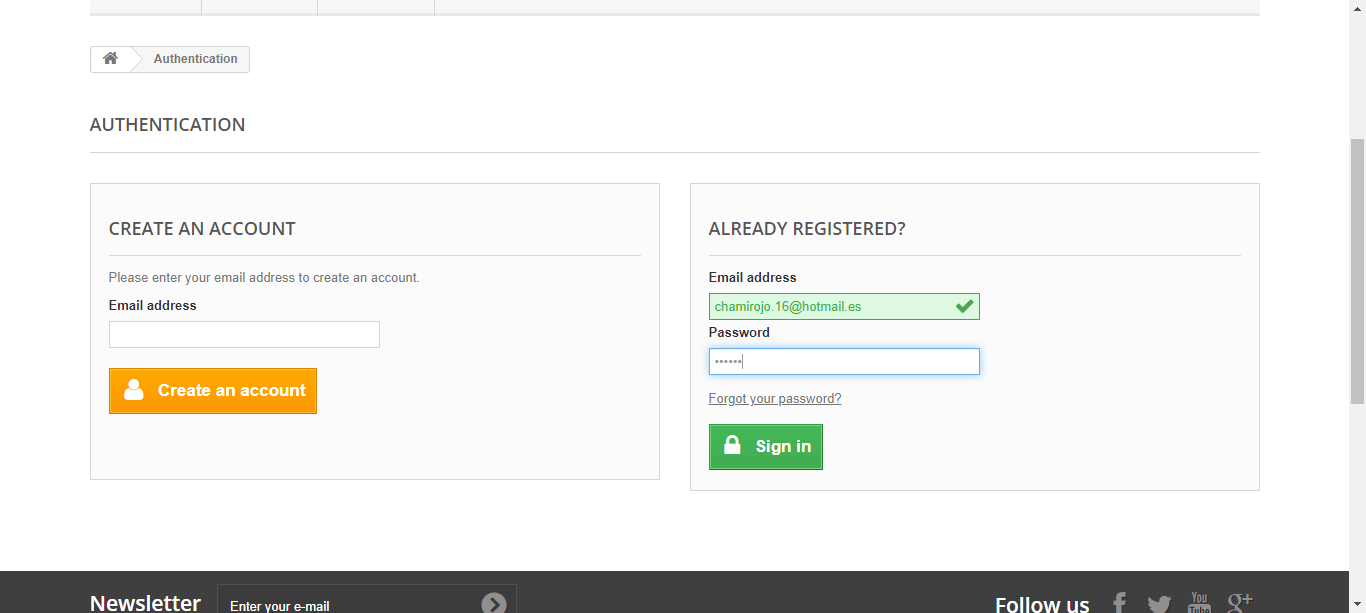 Authentication
AUTHENTICATION
CREATE AN ACCOUNT
Please enter your email address to create an account.
Email address
Create an account
ALREADY REGISTERED?
Email address
chamirojo.16@hotmail.es
Password
••••••
Forgot your password?
Sign in
Newsletter
Enter your e-mail
Follow us
You
Tube
g+